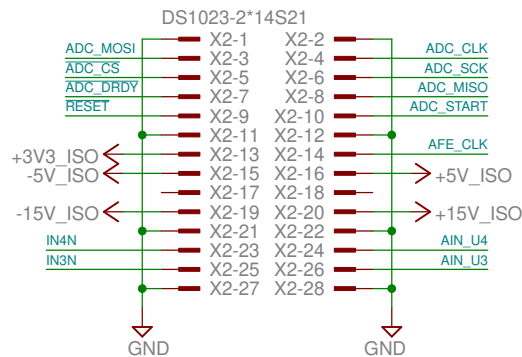 DS1023-2*14S21
X2-1 X2-2
ADC_MOSI X2-3 X2-4 ADC_CLK
ADC_CS X2-5 X2-6 ADC_SCK
ADC_DRDY X2-7 X2-8 ADC_MISO
RESET X2-9 X2-10 ADC_START
X2-11 X2-12
+3V3_ISO X2-13 X2-14 AFE_CLK
-5V_ISO X2-15 X2-16 +5V_ISO
X2-17 X2-18
-15V_ISO X2-19 X2-20 +15V_ISO
X2-21 X2-22
IN4N X2-23 X2-24 AIN_U4
IN3N X2-25 X2-26 AIN_U3
X2-27 X2-28
GND GND